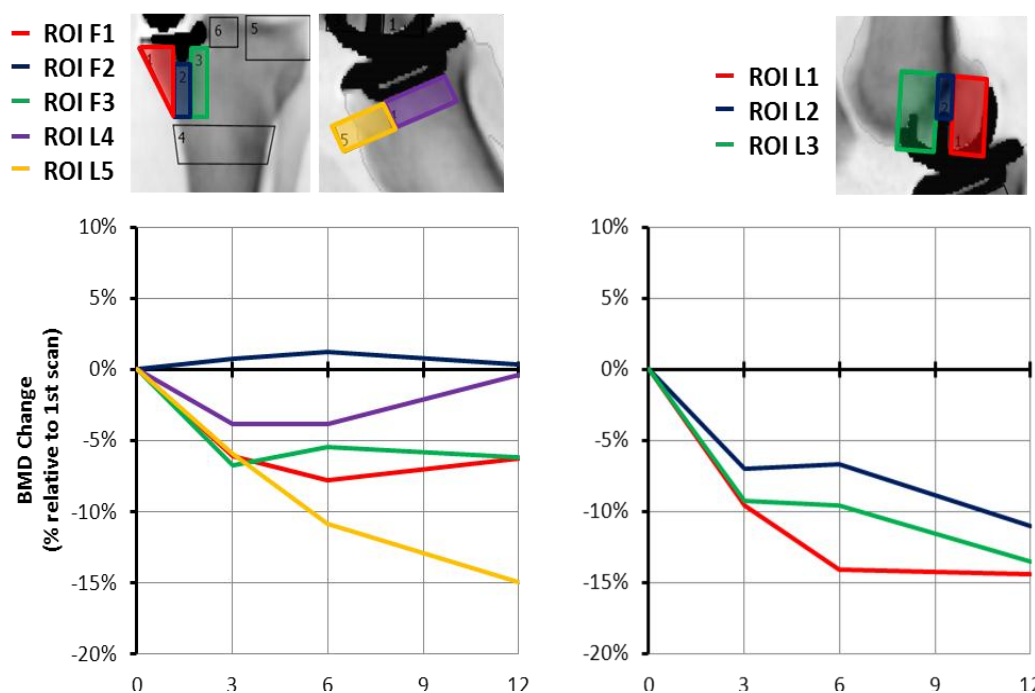 ROI F1
ROI F2
ROI F3
ROI L4
ROI L5
1
2
3
4
5
6
1
5
ROI L1
ROI L2
ROI L3
1
2
BMD Change
(% relative to 1st scan)
10%
5%
0%
-5%
-10%
-15%
-20%
0 3 6 9 12
10%
5%
0%
-5%
-10%
-15%
-20%
0 3 6 9 12